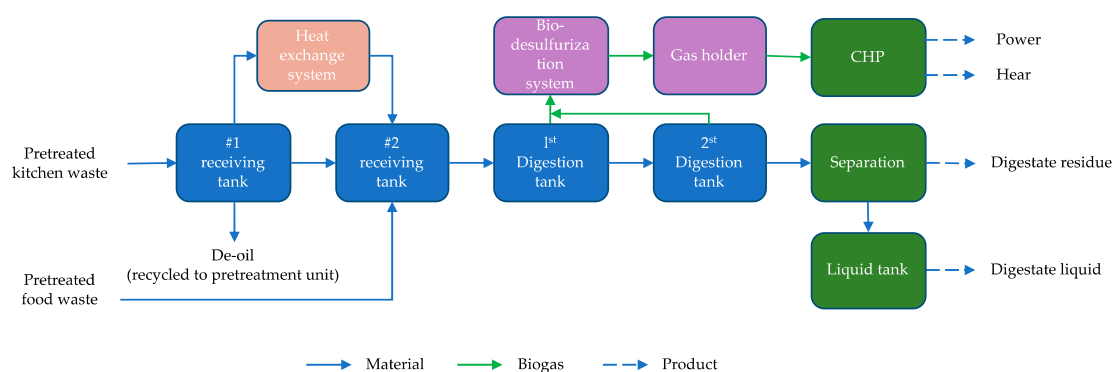 Heat
exchange
system
Bio-
desulfuriza
tion
system
Gas holder
CHP
Power
Hear
Pretreated
kitchen waste
#1
receiving
tank
#2
receiving
tank
1st
Digestion
tank
2st
Digestion
tank
Separation
Digestate residue
De-oil
(recycled to pretreatment unit)
Pretreated
food waste
Liquid tank
Digestate liquid
Material
Biogas
Product